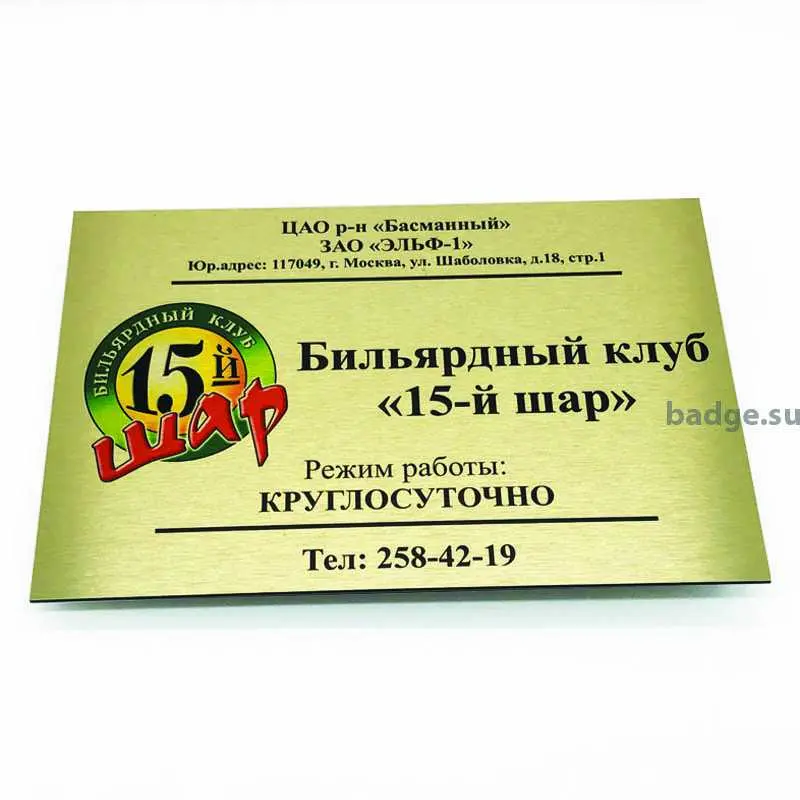 ЦАО р-н «Басманный»
ЗАО «ЭЛЬФ-1»
Юр.адрес: 117049, г. Москва, ул. Шаболовка, д.18, стр.1
БИЛЬЯРДНЫЙ КЛУБ
15й
шар
Бильярдный клуб
«15-й шар»
badge.su
Режим работы:
КРУГЛОСУТОЧНО
Тел: 258-42-19